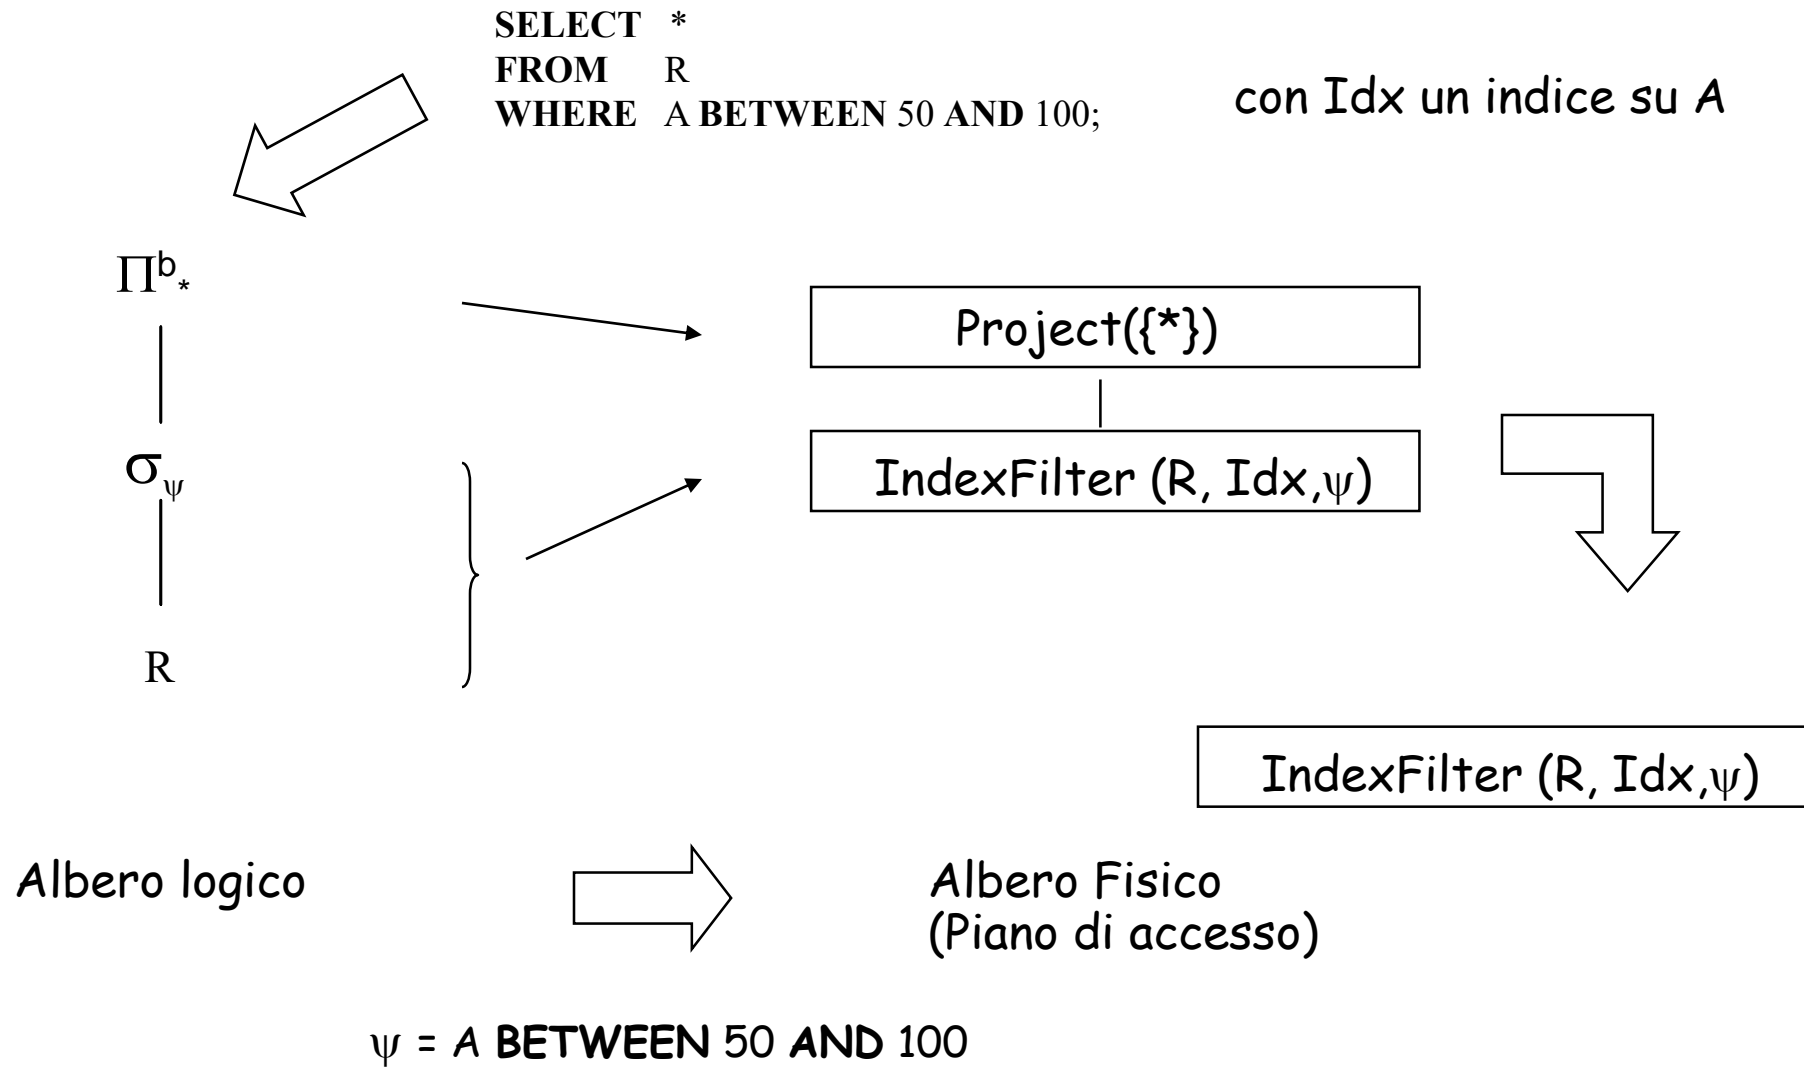 SELECT *
FROM R
WHERE A BETWEEN 50 AND 100;
con Idx un indice su A
Πᵇ*
Project({*})
σψ
IndexFilter (R, Idx,ψ)
R
IndexFilter (R, Idx,ψ)
Albero logico
Albero Fisico
(Piano di accesso)
ψ = A BETWEEN 50 AND 100